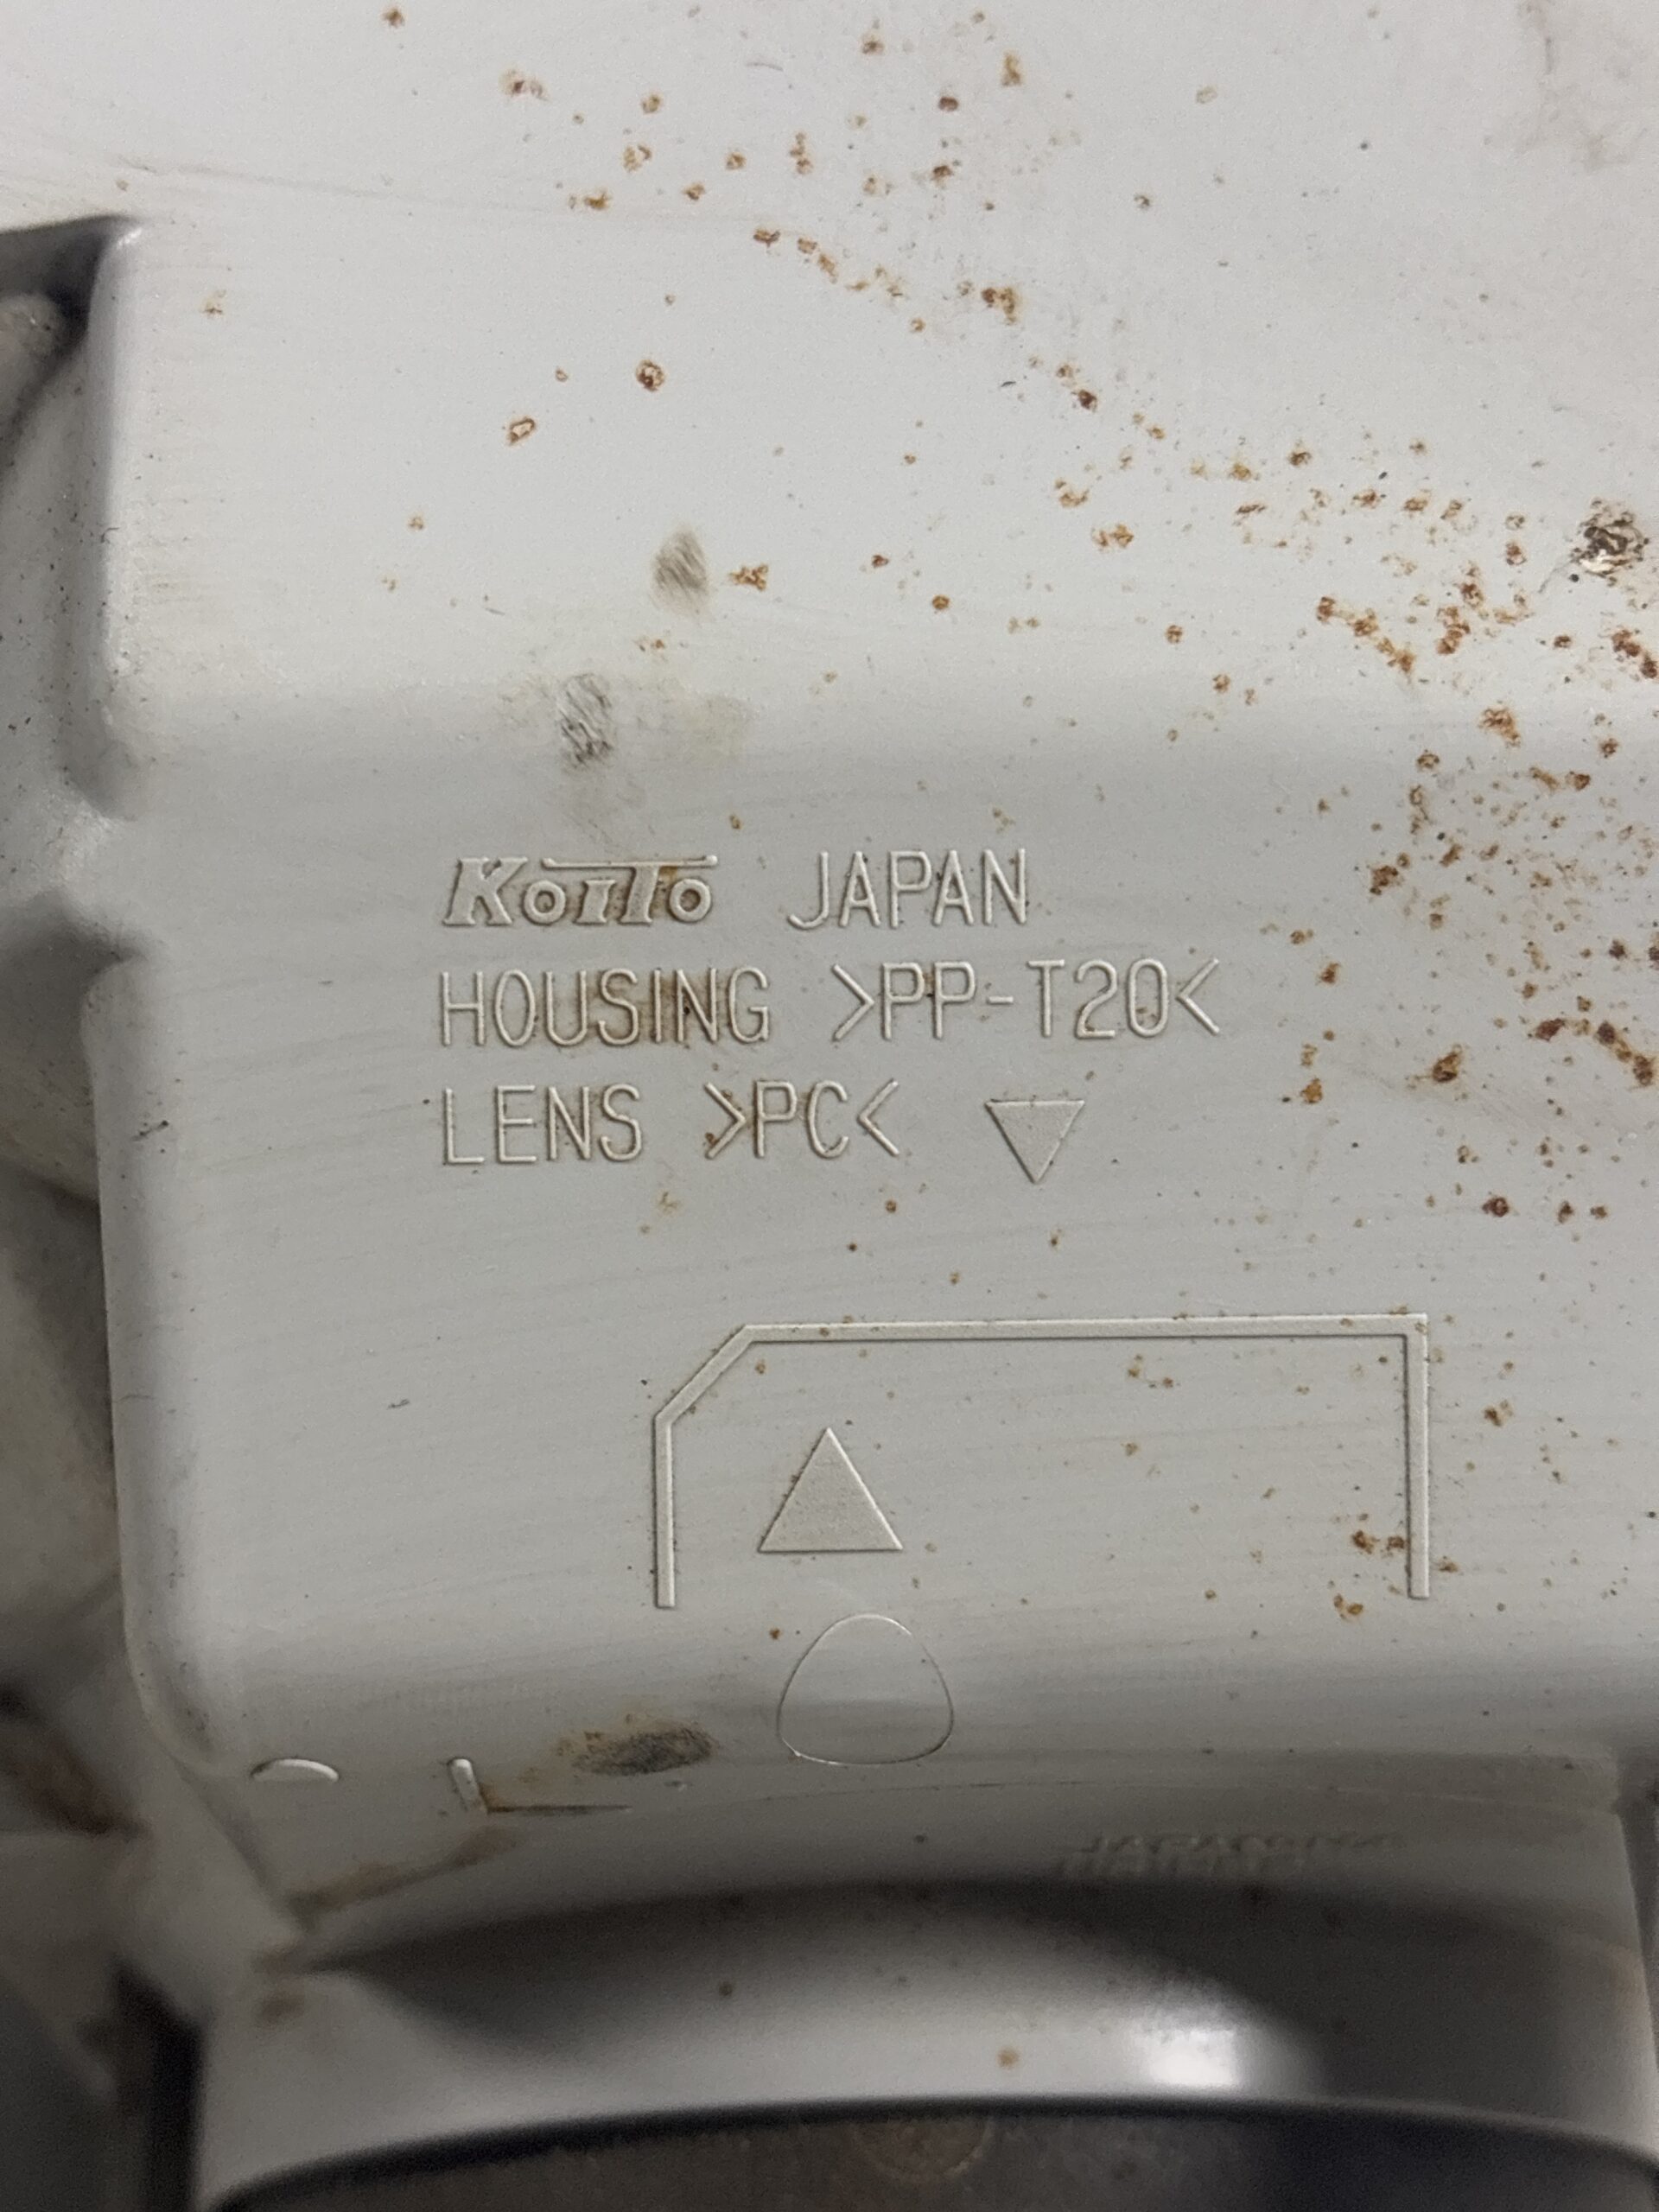 KoiTo JAPAN
HOUSING >PP-T20<
LENS >PC<